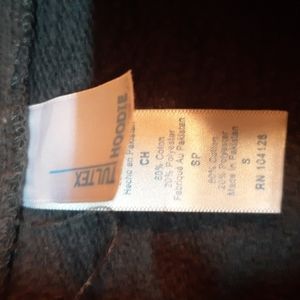 TULTEX
HOODIE
Hecho en Pakistan
CH
80% Coton
20% Polyester
Fabrique Au Pakistan
SP
80% Cotton
20% Polyester
Made in Pakistan
S
RN 104128